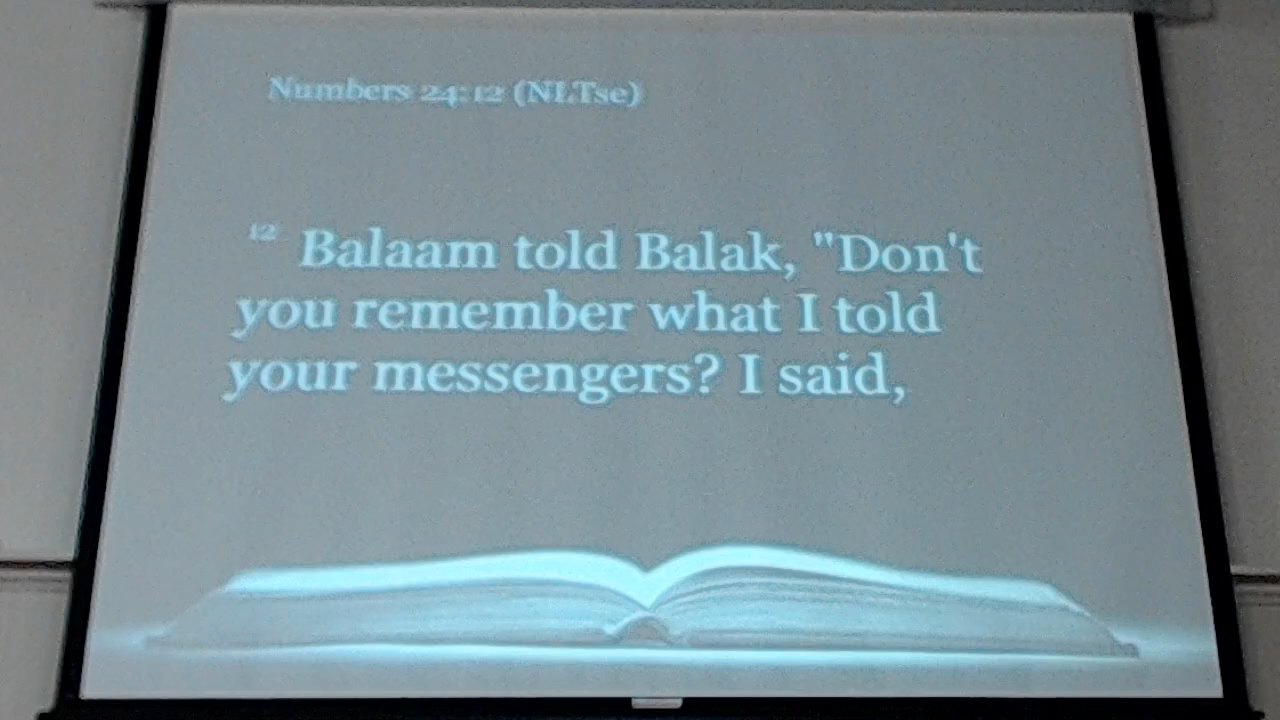 Numbers 24:12 (NLTse)
12 Balaam told Balak, "Don't
you remember what I told
your messengers? I said,